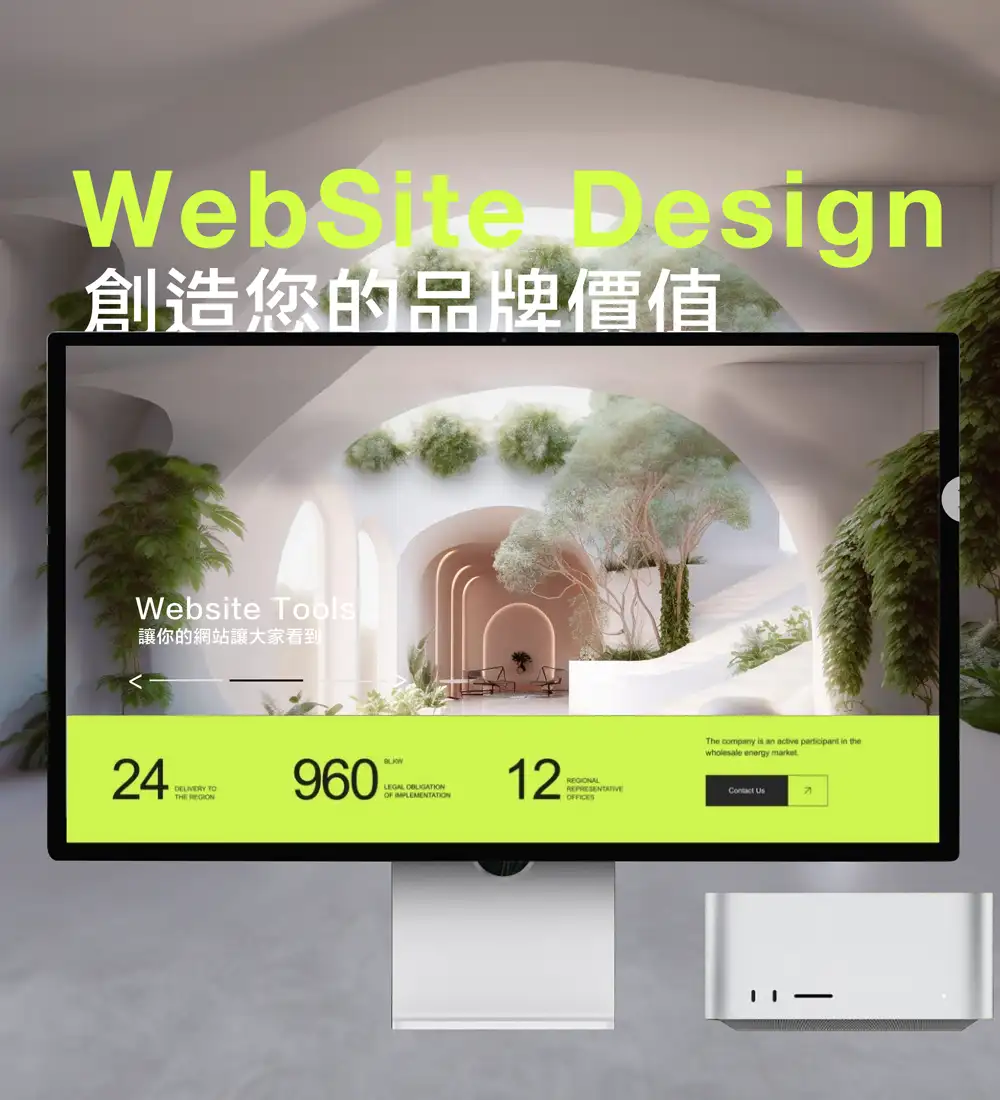 WebSite Design
創造您的品牌價值
Website Tools
讓你的網站讓大家看到
24
DELIVERY TO
THE REGION
960
BLJKW
LEGAL OBLIGATION
OF IMPLEMENTATION
12
REGIONAL
REPRESENTATIVE
OFFICES
The company is an active participant in the
wholesale energy market.
Contact Us